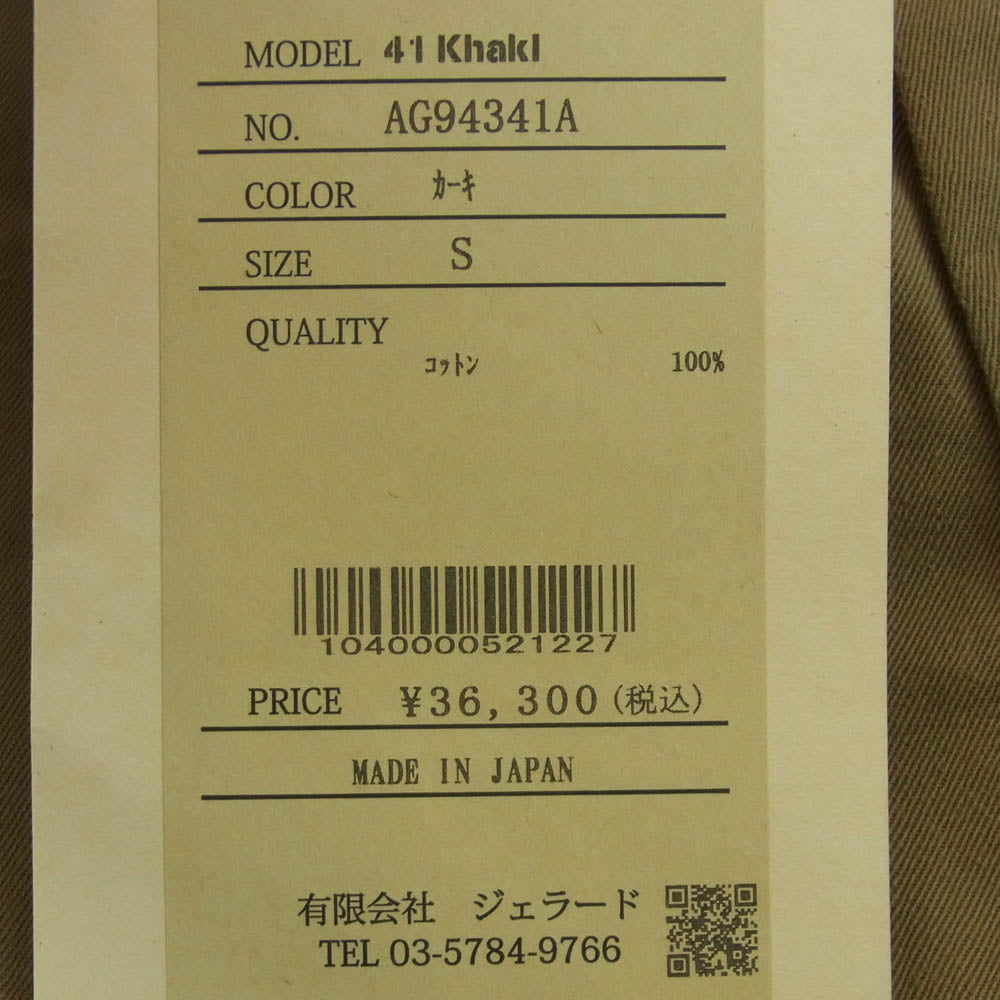 MODEL 41 Khaki
NO. AG94341A
COLOR カーキ
SIZE S
QUALITY
コットン 100%
1040000521227
PRICE ¥36,300(税込)
MADE IN JAPAN
有限会社 ジェラード
TEL 03-5784-9766